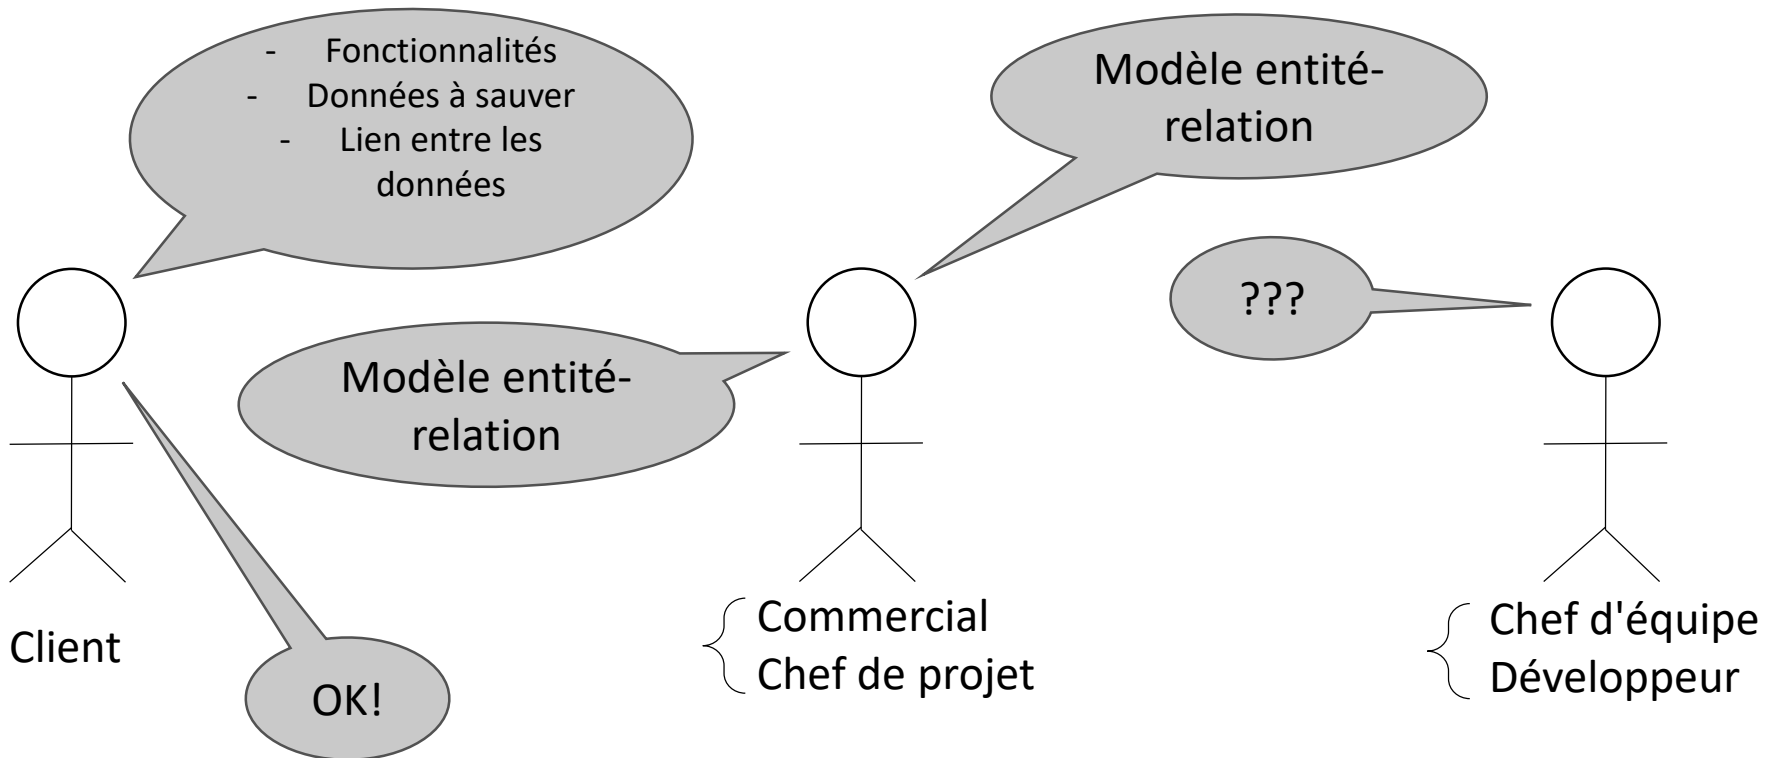 - Fonctionnalités
- Données à sauver
- Lien entre les
données
Modèle entité-
relation
???
Modèle entité-
relation
OK!
Client
Commercial
Chef de projet
Chef d'équipe
Développeur